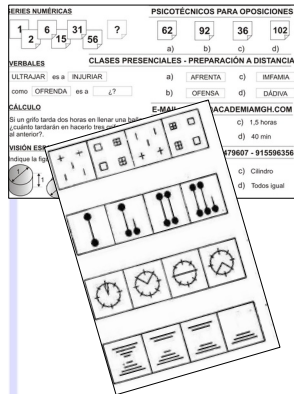 SERIES NUMÉRICAS
PSICOTÉCNICOS PARA OPOSICIONES
1 2 6 15 31 56 ?
62 92 36 102
a) b) c) d)
VERBALES
CLASES PRESENCIALES - PREPARACIÓN A DISTANCIA
ULTRAJAR es a INJURIAR
a) AFRENTA c) IMFAMIA
como OFRENDA es a ¿?
b) OFENSA d) DÁDIVA
CÁLCULO
E-MAIL ACADEMIAMGH.COM
Si un grifo tarda dos horas en llenar una
c) 1,5 horas
¿cuánto tardarán en hacerlo tres
al anterior?.
d) 40 min
VISIÓN
479607 - 915596356
Indique la
c) Cilindro
1
d) Todos igual